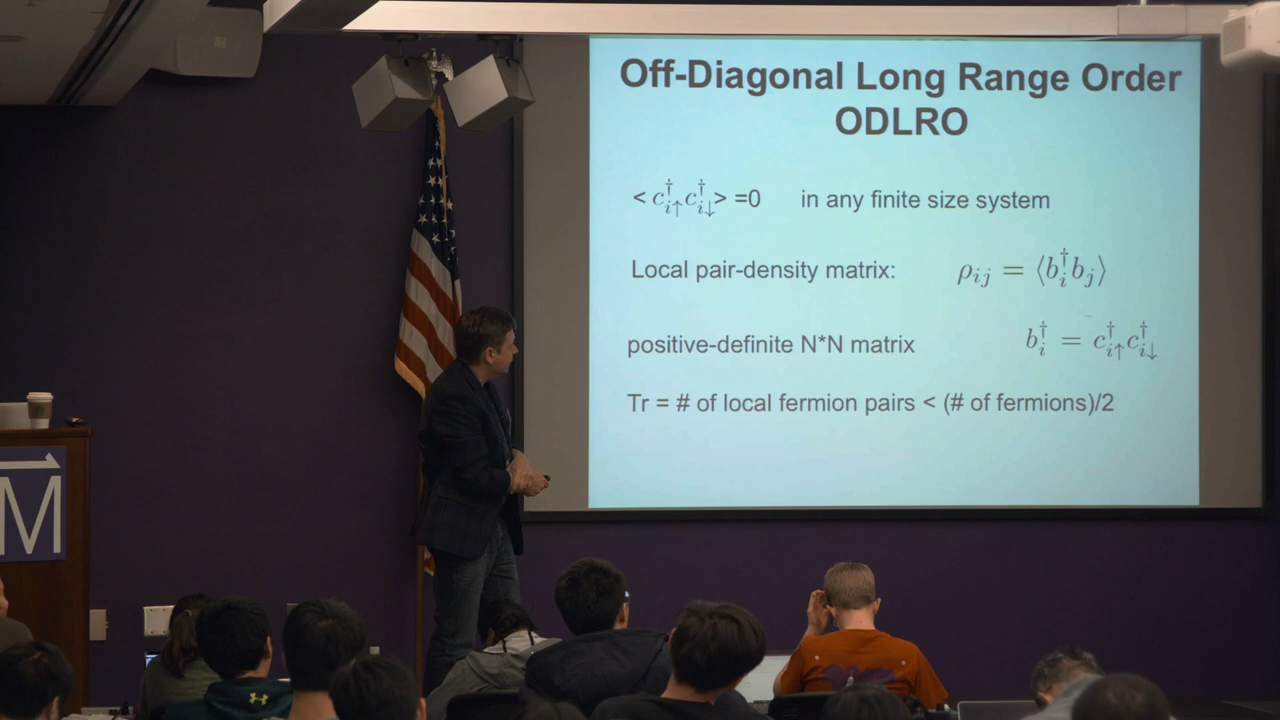 Off-Diagonal Long Range Order
ODLRO
< c†i↑c†i↓> =0 in any finite size system
Local pair-density matrix: ρij = ⟨b†i bj⟩
positive-definite N*N matrix b†i = c†i↑c†i↓
Tr = # of local fermion pairs < (# of fermions)/2
M